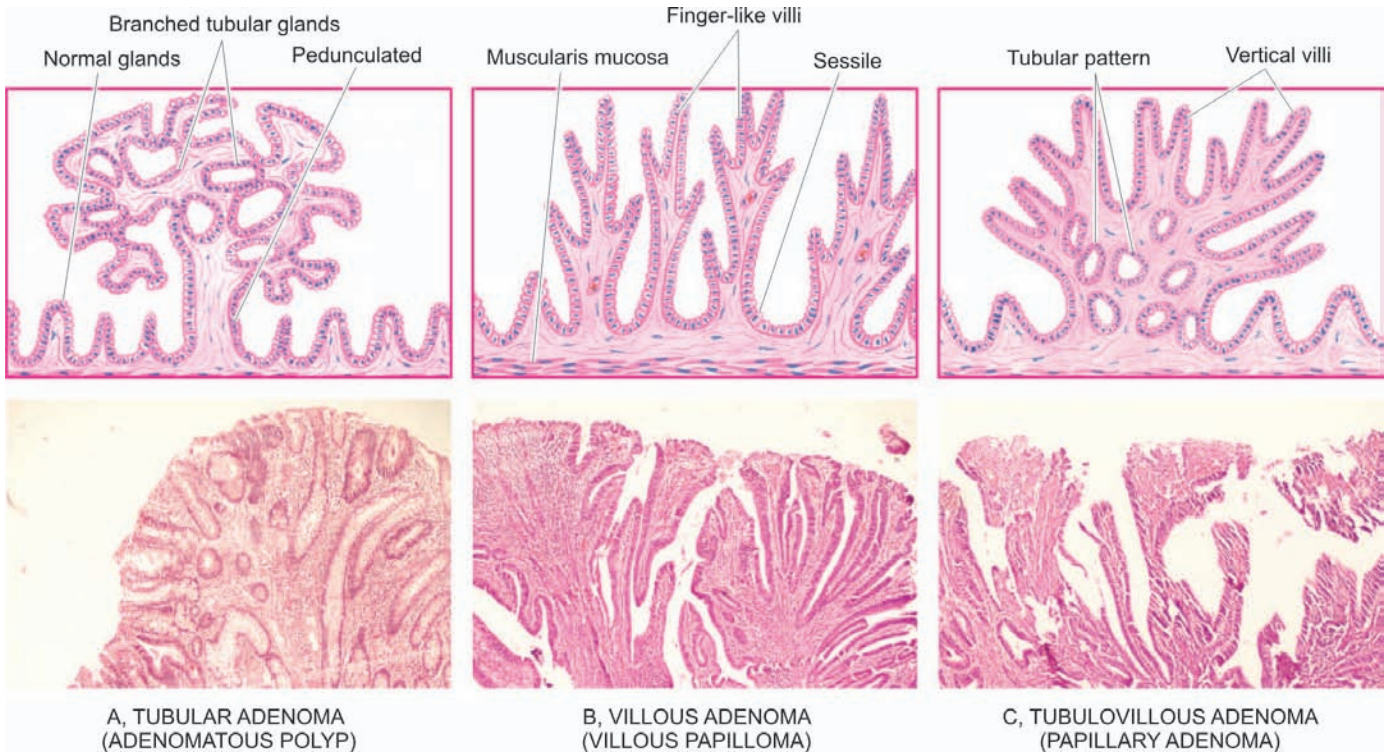 Branched tubular glands
Normal glands
Pedunculated
Finger-like villi
Muscularis mucosa
Sessile
Tubular pattern
Vertical villi
A, TUBULAR ADENOMA
(ADENOMATOUS POLYP)
B, VILLOUS ADENOMA
(VILLOUS PAPILLOMA)
C, TUBULOVILLOUS ADENOMA
(PAPILLARY ADENOMA)